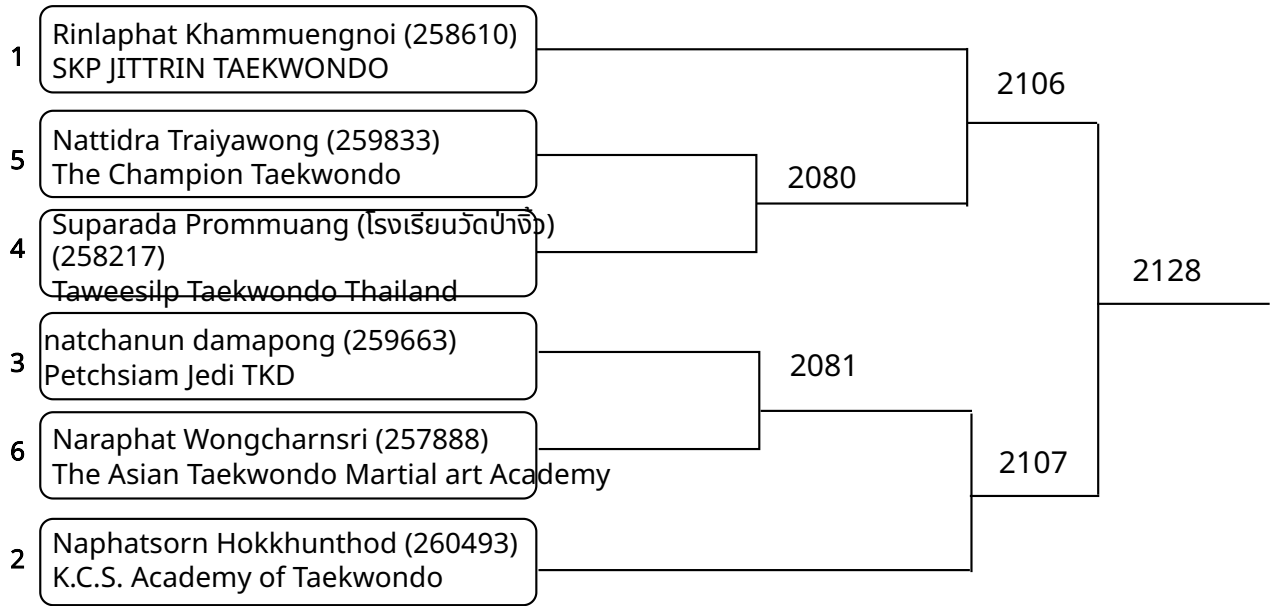 1
Rinlaphat Khammuengnoi (258610)
SKP JITTRIN TAEKWONDO
2106
5
Nattidra Traiyawong (259833)
The Champion Taekwondo
2080
4
Suparada Prommuang (โรงเรียนวัดป่างิ้ว)
(258217)
Taweesilp Taekwondo Thailand
2128
3
natchanun damapong (259663)
Petchsiam Jedi TKD
2081
6
Naraphat Wongcharnsri (257888)
The Asian Taekwondo Martial art Academy
2107
2
Naphatsorn Hokkhunthod (260493)
K.C.S. Academy of Taekwondo